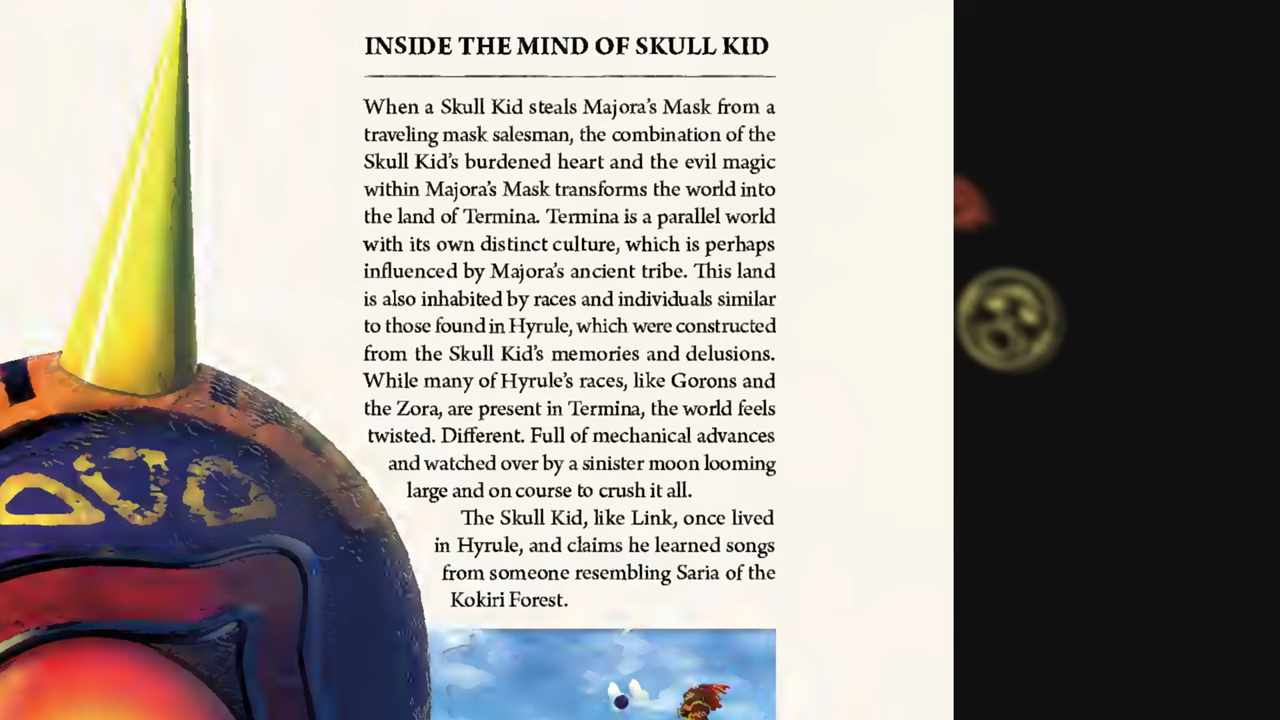 INSIDE THE MIND OF SKULL KID
When a Skull Kid steals Majora's Mask from a
traveling mask salesman, the combination of the
Skull Kid's burdened heart and the evil magic
within Majora's Mask transforms the world into
the land of Termina. Termina is a parallel world
with its own distinct culture, which is perhaps
influenced by Majora's ancient tribe. This land
is also inhabited by races and individuals similar
to those found in Hyrule, which were constructed
from the Skull Kid's memories and delusions.
While many of Hyrule's races, like Gorons and
the Zora, are present in Termina, the world feels
twisted. Different. Full of mechanical advances
and watched over by a sinister moon looming
large and on course to crush it all.
The Skull Kid, like Link, once lived
in Hyrule, and claims he learned songs
from someone resembling Saria of the
Kokiri Forest.